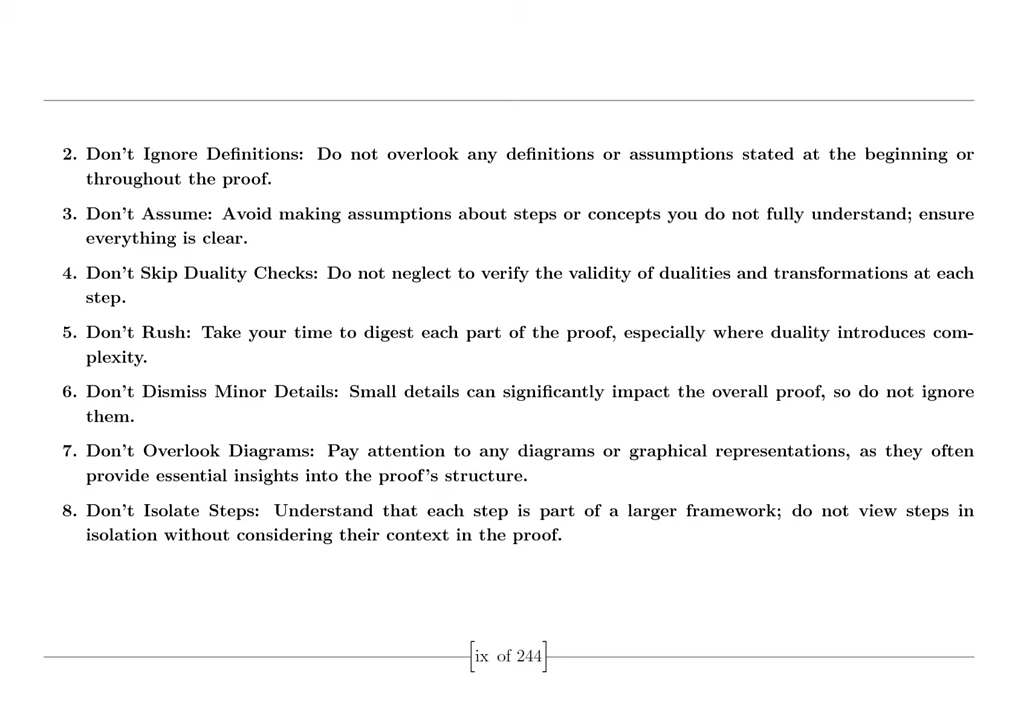 2. Don’t Ignore Definitions: Do not overlook any definitions or assumptions stated at the beginning or
throughout the proof.
3. Don’t Assume: Avoid making assumptions about steps or concepts you do not fully understand; ensure
everything is clear.
4. Don’t Skip Duality Checks: Do not neglect to verify the validity of dualities and transformations at each
step.
5. Don’t Rush: Take your time to digest each part of the proof, especially where duality introduces com-
plexity.
6. Don’t Dismiss Minor Details: Small details can significantly impact the overall proof, so do not ignore
them.
7. Don’t Overlook Diagrams: Pay attention to any diagrams or graphical representations, as they often
provide essential insights into the proof’s structure.
8. Don’t Isolate Steps: Understand that each step is part of a larger framework; do not view steps in
isolation without considering their context in the proof.
[ix of 244]